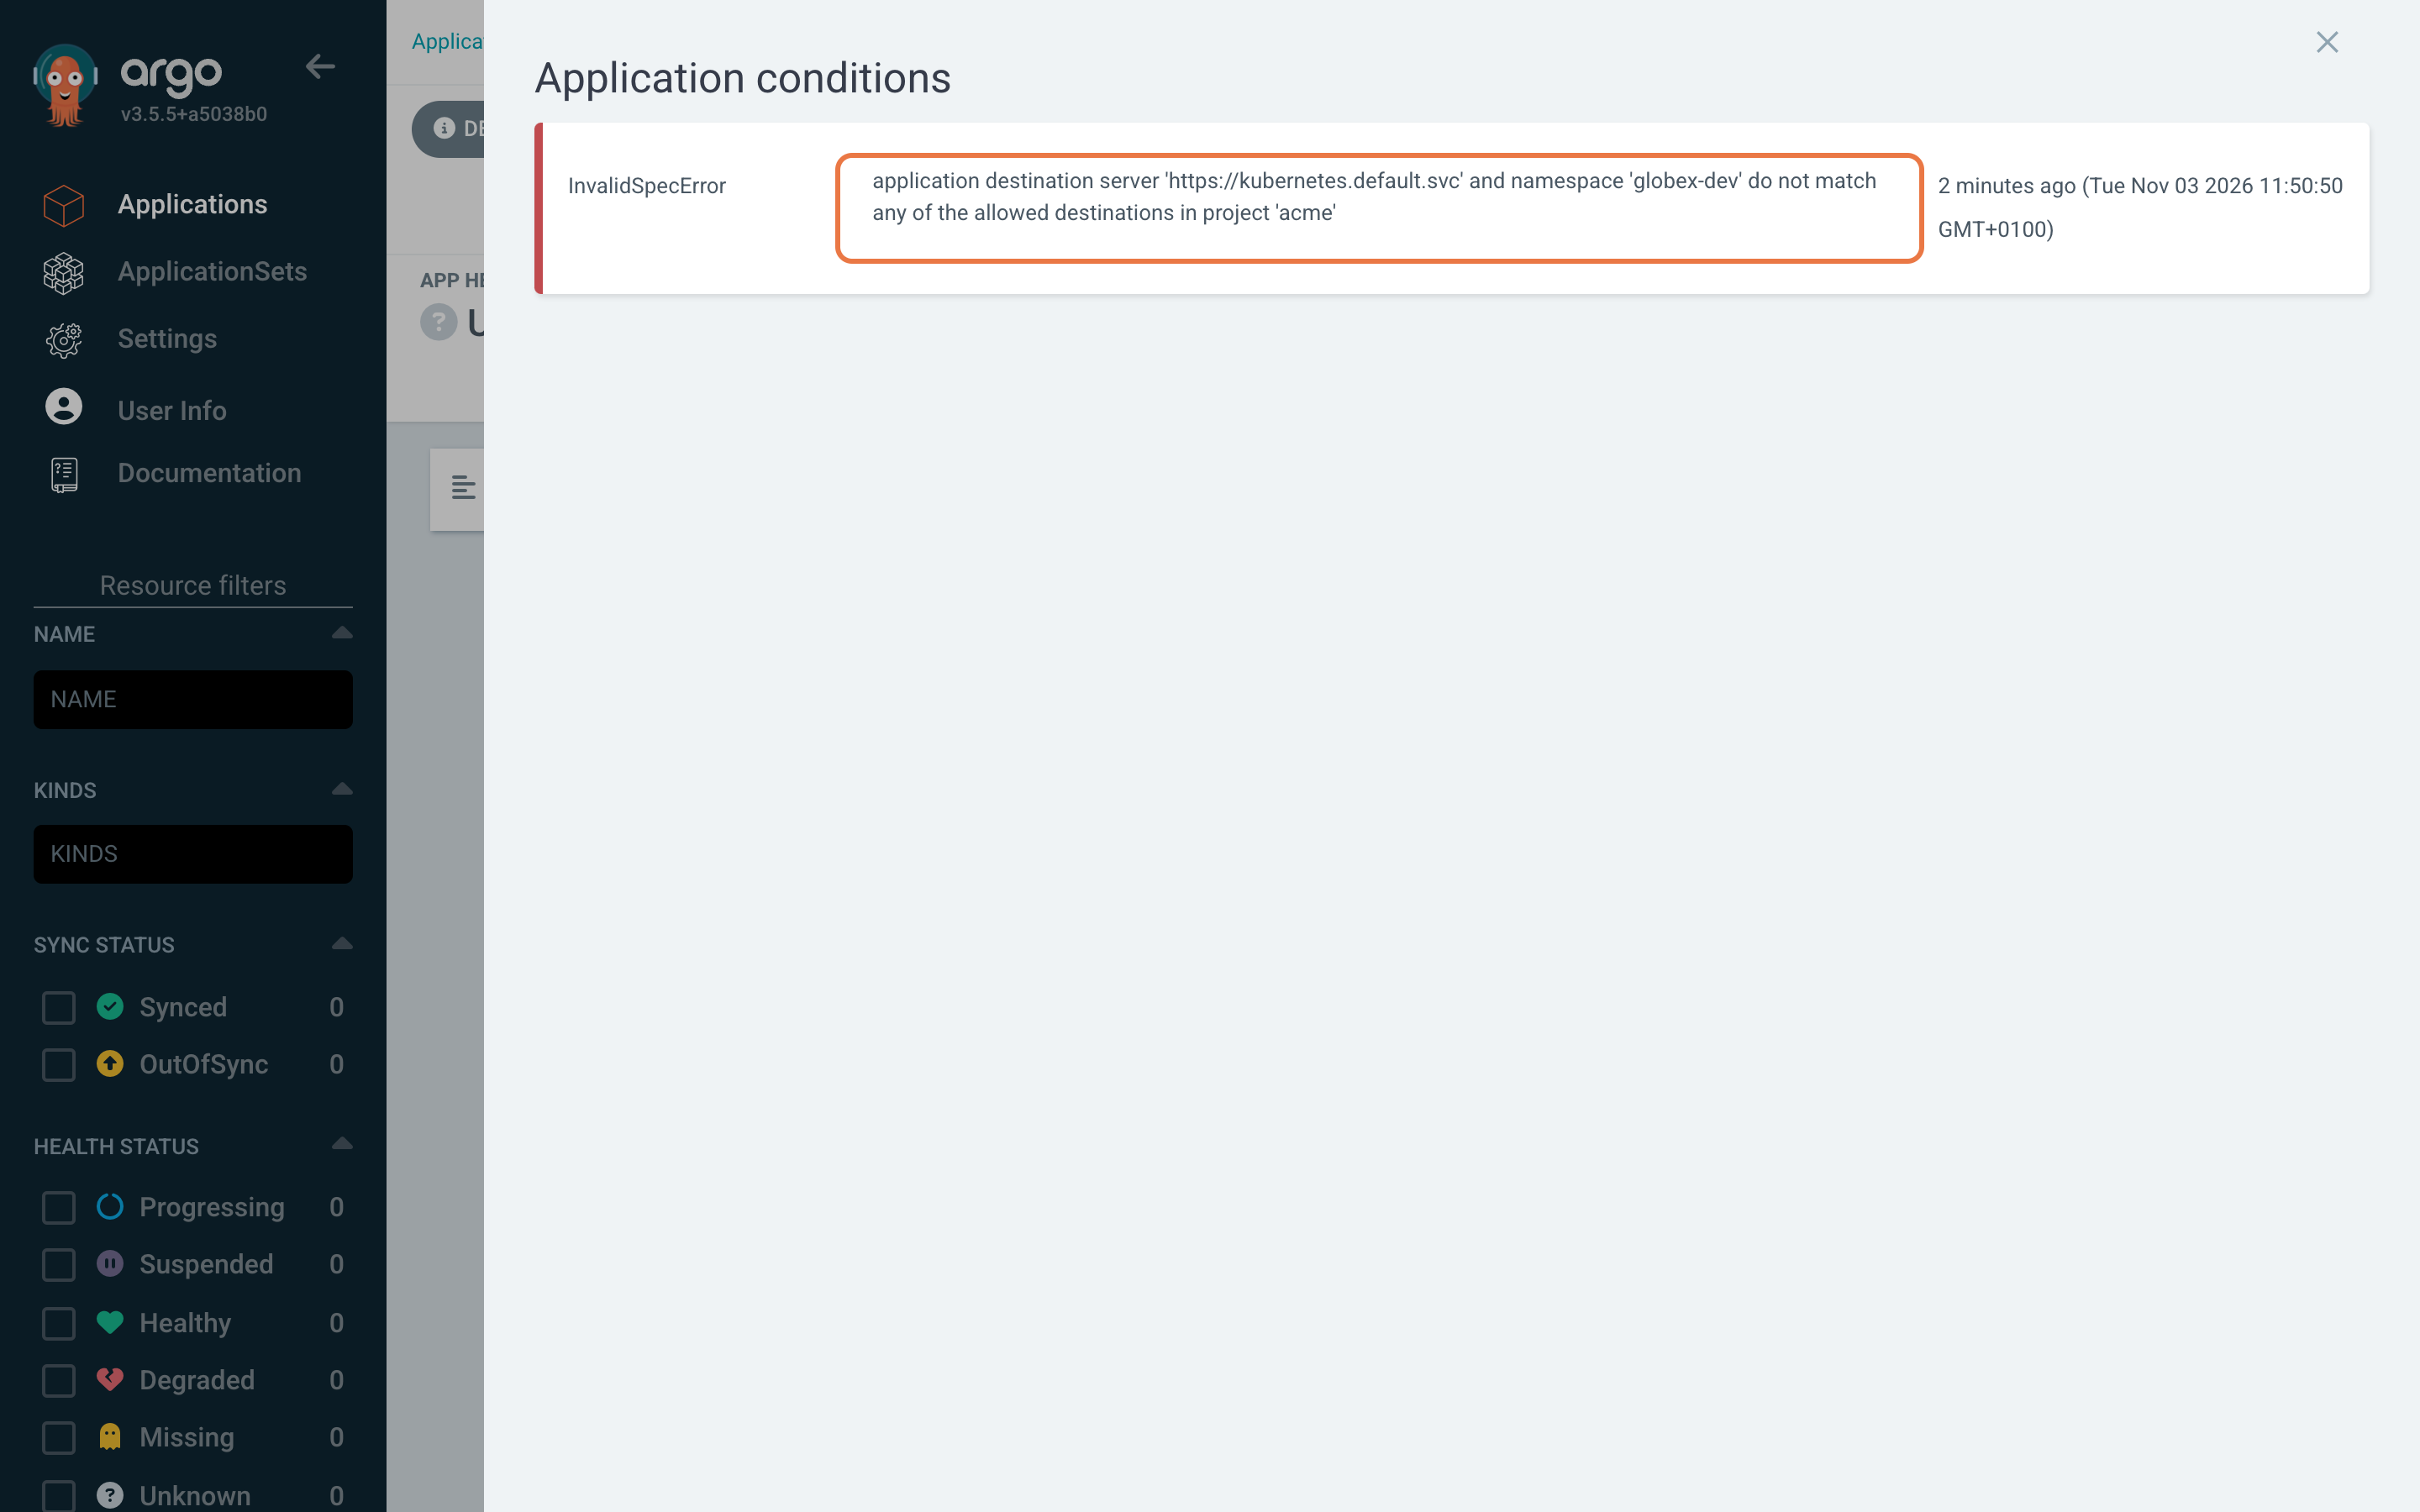 argo
v3.5.5+a5038b0
Applications
ApplicationSets
Settings
User Info
Documentation
Resource filters
NAME
NAME
KINDS
KINDS
SYNC STATUS
Synced 0
OutOfSync 0
HEALTH STATUS
Progressing 0
Suspended 0
Healthy 0
Degraded 0
Missing 0
Unknown 0
Applica
DE
APP HE
U
Application conditions
InvalidSpecError
application destination server 'https://kubernetes.default.svc' and namespace 'globex-dev' do not match
any of the allowed destinations in project 'acme'
2 minutes ago (Tue Nov 03 2026 11:50:50
GMT+0100)